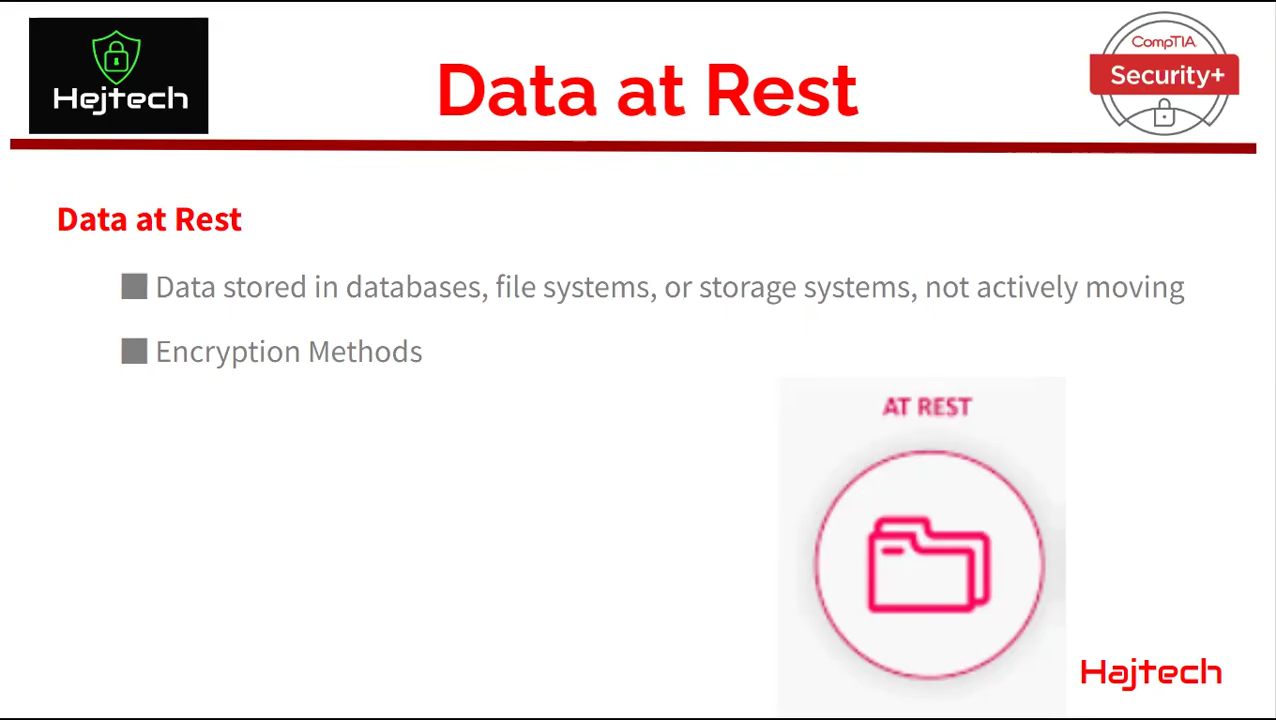 Hejtech
Data at Rest
CompTIA
Security+
Data at Rest
Data stored in databases, file systems, or storage systems, not actively moving
Encryption Methods
AT REST
Hajtech